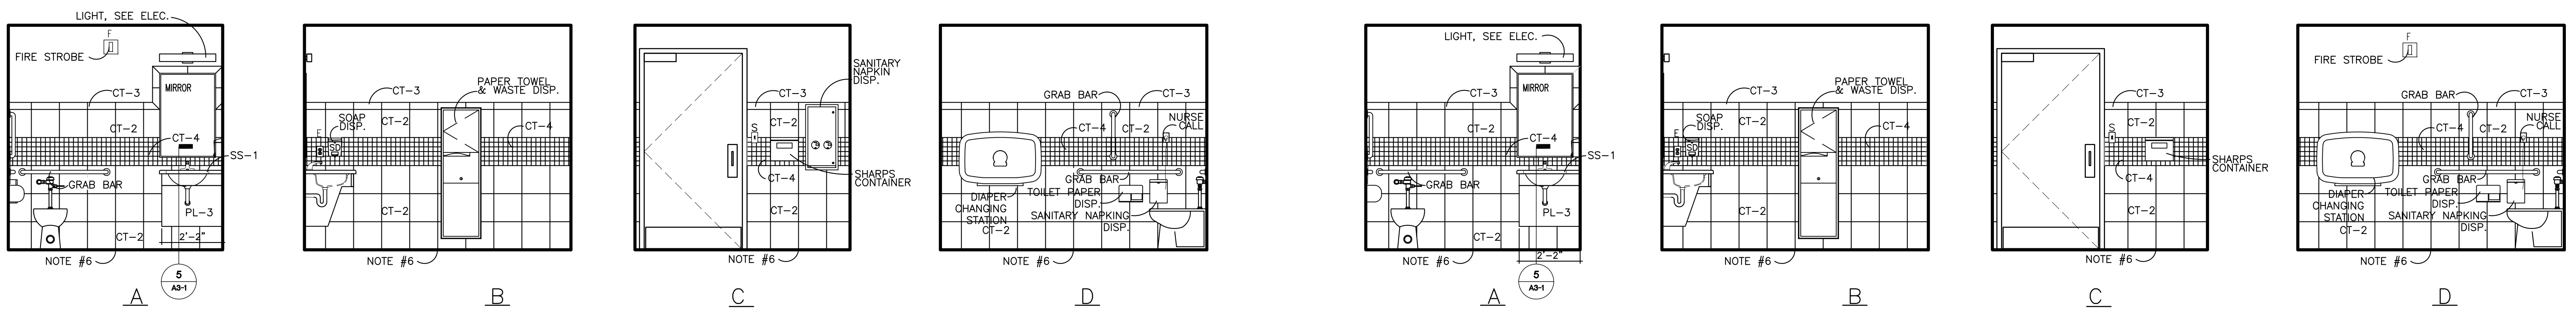 LIGHT, SEE ELEC.
F
FIRE STROBE
MIRROR
CT-3
CT-2
CT-4
SS-1
GRAB BAR
PL-3
CT-2
2'-2"
NOTE #6
5
A3-1
A
PAPER TOWEL
& WASTE DISP.
CT-3
SOAP
DISP.
CT-2
E
SD
CT-4
CT-2
NOTE #6
B
SANITARY
NAPKIN
DISP.
CT-3
CT-2
S
CT-4
SHARPS
CONTAINER
CT-2
NOTE #6
C
GRAB BAR
CT-3
NURSE
CALL
CT-4
CT-2
GRAB BAR
DIAPER
CHANGING
STATION
TOILET PAPER
DISP.
SANITARY NAPKING
DISP.
CT-2
NOTE #6
D
LIGHT, SEE ELEC.
MIRROR
CT-3
CT-2
CT-4
SS-1
GRAB BAR
PL-3
CT-2
2'-2"
NOTE #6
5
A3-1
A
PAPER TOWEL
& WASTE DISP.
CT-3
SOAP
DISP.
CT-2
E
SD
CT-4
CT-2
NOTE #6
B
CT-3
CT-2
S
CT-4
SHARPS
CONTAINER
CT-2
NOTE #6
C
F
FIRE STROBE
GRAB BAR
CT-3
NURSE
CALL
CT-4
CT-2
GRAB BAR
DIAPER
CHANGING
STATION
TOILET PAPER
DISP.
SANITARY NAPKING
DISP.
CT-2
NOTE #6
D